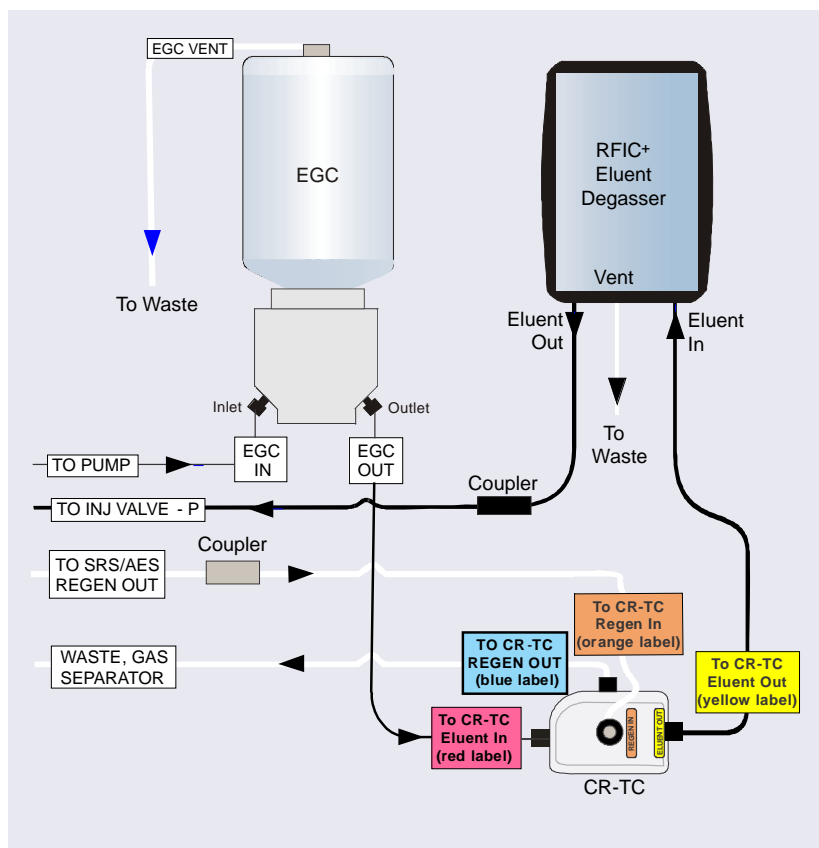 EGC VENT
To Waste
EGC
RFIC+
Eluent
Degasser
Vent
Eluent
Out
Eluent
In
To
Waste
Inlet
Outlet
EGC
IN
EGC
OUT
TO PUMP
Coupler
TO INJ VALVE - P
TO SRS/AES
REGEN OUT
Coupler
WASTE, GAS
SEPARATOR
To CR-TC
Regen In
(orange label)
TO CR-TC
REGEN OUT
(blue label)
To CR-TC
Eluent Out
(yellow label)
To CR-TC
Eluent In
(red label)
REGEN IN
ELUENT OUT
CR-TC